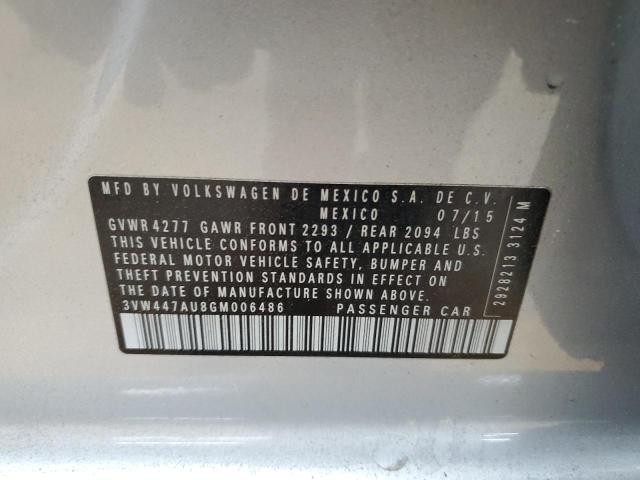 MFD BY VOLKSWAGEN DE MEXICO S.A. DE C.V.
MEXICO 07/15
GVWR 4277 GAWR FRONT 2293 / REAR 2094 LBS
THIS VEHICLE CONFORMS TO ALL APPLICABLE U.S.
FEDERAL MOTOR VEHICLE SAFETY, BUMPER AND
THEFT PREVENTION STANDARDS IN EFFECT ON
THE DATE OF MANUFACTURE SHOWN ABOVE.
3VW447AU8GM006486 PASSENGER CAR
2928213 3124 M